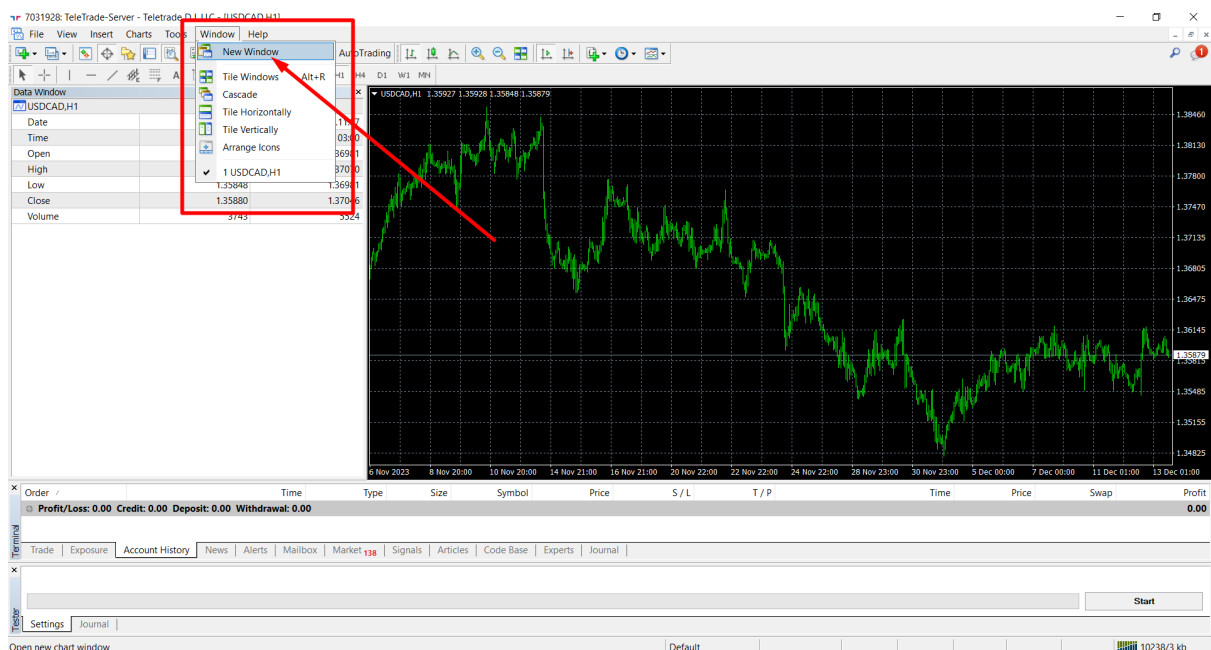 7031928: TeleTrade-Server - Teletrade D.J. LLC - [USDCAD,H1]
File View Insert Charts Tools Window Help
New Window
AutoTrading
Tile Windows Alt+R
H1 H4 D1 W1 MN
Cascade
Tile Horizontally
Tile Vertically
Arrange Icons
1 USDCAD,H1
Data Window
USDCAD,H1
Date
Time 03:00
Open
High
Low 1.35848 1.36981
Close 1.35880 1.37046
Volume 3743 5524
USDCAD,H1 1.35927 1.35928 1.35848 1.35879
1.38460
1.38130
1.37800
1.37470
1.37135
1.36805
1.36475
1.36145
1.35879
1.35815
1.35485
1.35155
1.34825
6 Nov 2023 8 Nov 20:00 10 Nov 20:00 14 Nov 21:00 16 Nov 21:00 20 Nov 22:00 22 Nov 22:00 24 Nov 22:00 28 Nov 23:00 30 Nov 23:00 5 Dec 00:00 7 Dec 00:00 11 Dec 01:00 13 Dec 01:00
Order / Time Type Size Symbol Price S / L T / P Time Price Swap Profit
Profit/Loss: 0.00 Credit: 0.00 Deposit: 0.00 Withdrawal: 0.00 0.00
Terminal
Trade Exposure Account History News Alerts Mailbox Market 138 Signals Articles Code Base Experts Journal
Start
Tester
Settings Journal
Open new chart window Default 10238/3 kb